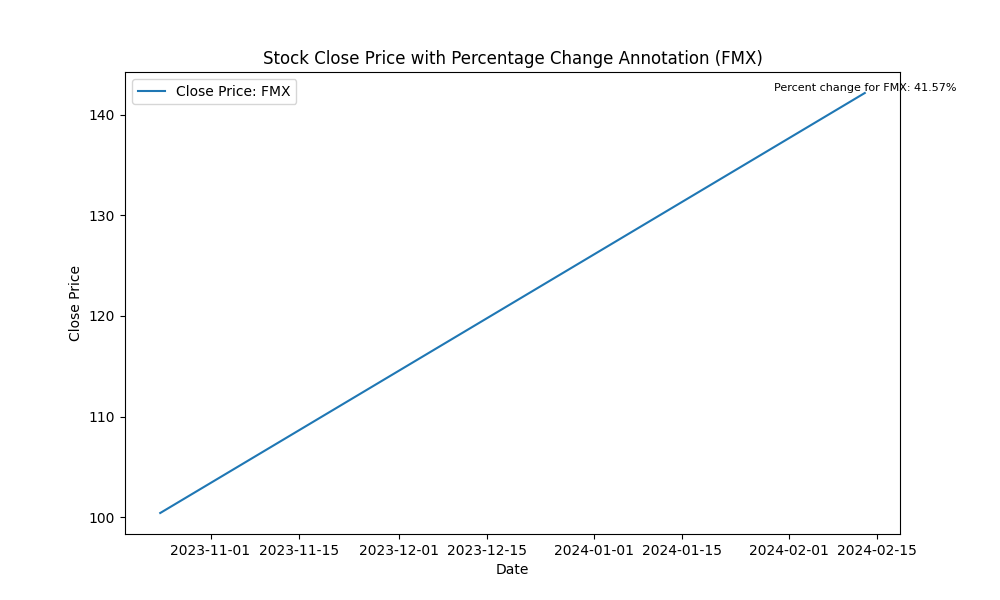 Stock Close Price with Percentage Change Annotation (FMX)
Close Price: FMX
Percent change for FMX: 41.57%
140
130
120
110
100
Close Price
2023-11-01 2023-11-15 2023-12-01 2023-12-15 2024-01-01 2024-01-15 2024-02-01 2024-02-15
Date